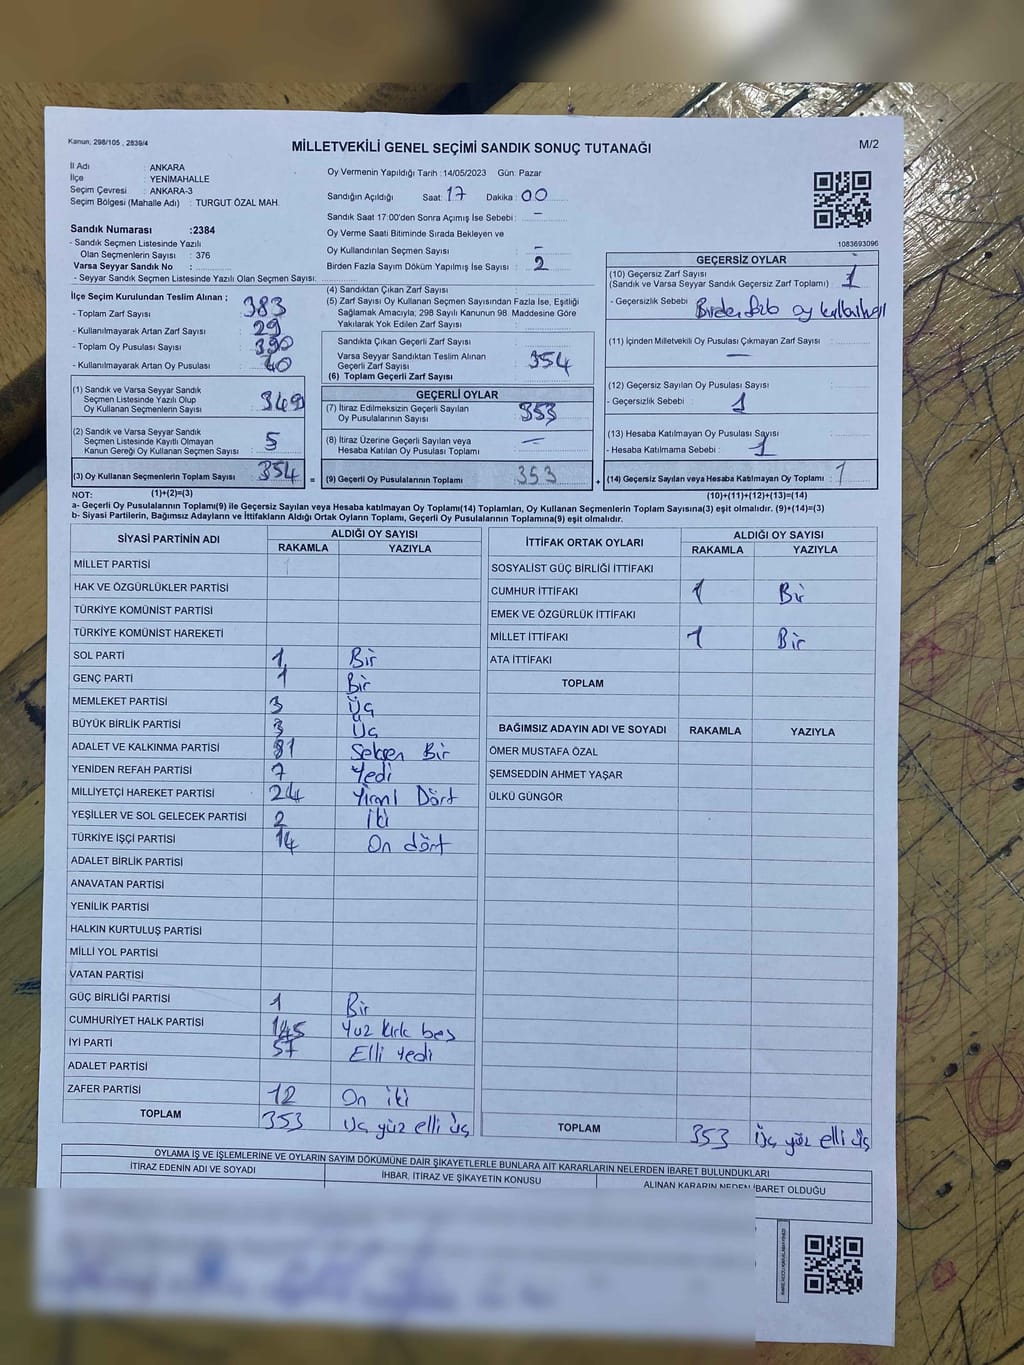 Kanun, 298/105 , 2839/4
MİLLETVEKİLİ GENEL SEÇİMİ SANDIK SONUÇ TUTANAĞI
M/2
İl Adı : ANKARA
İlçe : YENİMAHALLE
Seçim Çevresi : ANKARA-3
Seçim Bölgesi (Mahalle Adı) : TURGUT ÖZAL MAH.
Sandık Numarası :2384
- Sandık Seçmen Listesinde Yazılı
Olan Seçmenlerin Sayısı : 376
Varsa Seyyar Sandık No :
- Seyyar Sandık Seçmen Listesinde Yazılı Olan Seçmen Sayısı:
İlçe Seçim Kurulundan Teslim Alınan ;
- Toplam Zarf Sayısı : 383
- Kullanılmayarak Artan Zarf Sayısı : 29
- Toplam Oy Pusulası Sayısı : 390
- Kullanılmayarak Artan Oy Pusulası : 40
(1) Sandık ve Varsa Seyyar Sandık
Seçmen Listesinde Yazılı Olup
Oy Kullanan Seçmenlerin Sayısı : 349
(2) Sandık ve Varsa Seyyar Sandık
Seçmen Listesinde Kayıtlı Olmayan
Kanun Gereği Oy Kullanan Seçmen Sayısı : 5
(3) Oy Kullanan Seçmenlerin Toplam Sayısı : 354
Oy Vermenin Yapıldığı Tarih : 14/05/2023 Gün: Pazar
Sandığın Açıldığı Saat: 17 Dakika : 00
Sandık Saat 17:00'den Sonra Açılmış İse Sebebi : -
Oy Verme Saati Bitiminde Sırada Bekleyen ve
Oy Kullandırılan Seçmen Sayısı : -
Birden Fazla Sayım Döküm Yapılmış İse Sayısı : 2
(4) Sandıktan Çıkan Zarf Sayısı :
(5) Zarf Sayısı Oy Kullanan Seçmen Sayısından Fazla İse, Eşitliği
Sağlamak Amacıyla; 298 Sayılı Kanunun 98. Maddesine Göre
Yakılarak Yok Edilen Zarf Sayısı :
Sandıkta Çıkan Geçerli Zarf Sayısı :
Varsa Seyyar Sandıktan Teslim Alınan
Geçerli Zarf Sayısı : 354
(6) Toplam Geçerli Zarf Sayısı :
GEÇERLİ OYLAR
(7) İtiraz Edilmeksizin Geçerli Sayılan
Oy Pusulalarının Sayısı : 353
(8) İtiraz Üzerine Geçerli Sayılan veya
Hesaba Katılan Oy Pusulası Toplamı : -
= (9) Geçerli Oy Pusulalarının Toplamı : 353 +
1083693096
GEÇERSİZ OYLAR
(10) Geçersiz Zarf Sayısı : 1
(Sandık ve Varsa Seyyar Sandık Geçersiz Zarf Toplamı)
- Geçersizlik Sebebi : Birden fazla oy
(11) İçinden Milletvekili Oy Pusulası Çıkmayan Zarf Sayısı :
-
(12) Geçersiz Sayılan Oy Pusulası Sayısı :
- Geçersizlik Sebebi : 1
(13) Hesaba Katılmayan Oy Pusulası Sayısı :
- Hesaba Katılmama Sebebi : 1
(14) Geçersiz Sayılan veya Hesaba Katılmayan Oy Toplamı : 1
NOT: (1)+(2)=(3) (10)+(11)+(12)+(13)=(14)
a- Geçerli Oy Pusulalarının Toplamı(9) ile Geçersiz Sayılan veya Hesaba katılmayan Oy Toplamı(14) Toplamları, Oy Kullanan Seçmenlerin Toplam Sayısına(3) eşit olmalıdır. (9)+(14)=(3)
b- Siyasi Partilerin, Bağımsız Adayların ve İttifakların Aldığı Ortak Oyların Toplamı, Geçerli Oy Pusulalarının Toplamına(9) eşit olmalıdır.
SİYASİ PARTİNİN ADI ALDIĞI OY SAYISI
RAKAMLA YAZIYLA
MİLLET PARTİSİ
HAK VE ÖZGÜRLÜKLER PARTİSİ
TÜRKİYE KOMÜNİST PARTİSİ
TÜRKİYE KOMÜNİST HAREKETİ
SOL PARTİ 1 Bir
GENÇ PARTİ 1 Bir
MEMLEKET PARTİSİ 3 Üç
BÜYÜK BİRLİK PARTİSİ 3 Üç
ADALET VE KALKINMA PARTİSİ 81 Seksen Bir
YENİDEN REFAH PARTİSİ 7 Yedi
MİLLİYETÇİ HAREKET PARTİSİ 24 Yirmi Dört
YEŞİLLER VE SOL GELECEK PARTİSİ 2 İki
TÜRKİYE İŞÇİ PARTİSİ 14 On dört
ADALET BİRLİK PARTİSİ
ANAVATAN PARTİSİ
YENİLİK PARTİSİ
HALKIN KURTULUŞ PARTİSİ
MİLLİ YOL PARTİSİ
VATAN PARTİSİ
GÜÇ BİRLİĞİ PARTİSİ 1 Bir
CUMHURİYET HALK PARTİSİ 145 Yuz kırk beş
İYİ PARTİ 57 Elli yedi
ADALET PARTİSİ
ZAFER PARTİSİ 12 On iki
TOPLAM 353 Üç yüz elli üç
İTTİFAK ORTAK OYLARI ALDIĞI OY SAYISI
RAKAMLA YAZIYLA
SOSYALİST GÜÇ BİRLİĞİ İTTİFAKI
CUMHUR İTTİFAKI 1 Bir
EMEK VE ÖZGÜRLÜK İTTİFAKI
MİLLET İTTİFAKI 1 Bir
ATA İTTİFAKI
TOPLAM
BAĞIMSIZ ADAYIN ADI VE SOYADI RAKAMLA YAZIYLA
ÖMER MUSTAFA ÖZAL
ŞEMSEDDİN AHMET YAŞAR
ÜLKÜ GÜNGÖR
TOPLAM 353 Üç yüz elli üç
OYLAMA İŞ VE İŞLEMLERİNE VE OYLARIN SAYIM DÖKÜMÜNE DAİR ŞİKAYETLERLE BUNLARA AİT KARARLARIN NELERDEN İBARET BULUNDUKLARI
İTİRAZ EDENİN ADI VE SOYADI İHBAR, İTİRAZ VE ŞİKAYETİN KONUSU ALINAN KARARIN NEDEN İBARET OLDUĞU